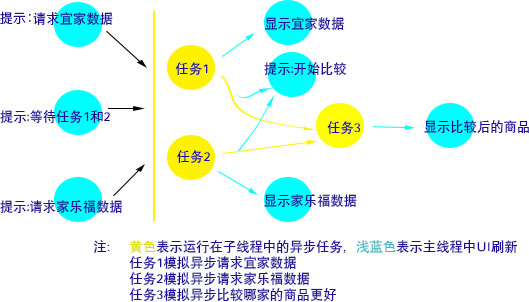 提示:请求宜家数据
显示宜家数据
任务1
提示:开始比较
提示:等待任务1和2
任务3
显示比较后的商品
任务2
提示:请求家乐福数据
显示家乐福数据
注: 黄色表示运行在子线程中的异步任务，浅蓝色表示主线程中UI刷新
任务1模拟异步请求宜家数据
任务2模拟异步请求家乐福数据
任务3模拟异步比较哪家的商品更好